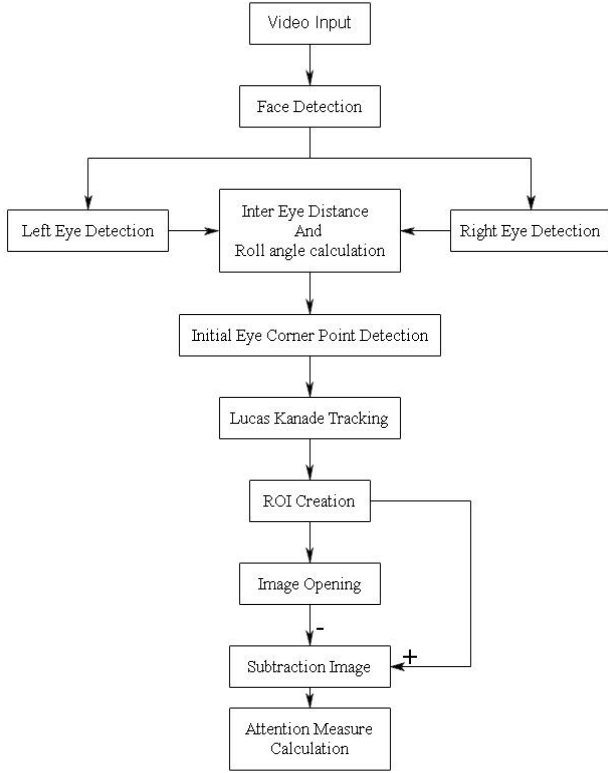 Video Input
Face Detection
Left Eye Detection
Inter Eye Distance
And
Roll angle calculation
Right Eye Detection
Initial Eye Corner Point Detection
Lucas Kanade Tracking
ROI Creation
Image Opening
-
+
Subtraction Image
Attention Measure
Calculation